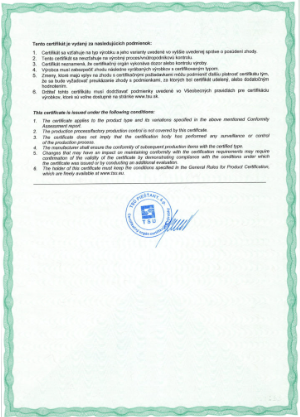 Tento certifikát je vydaný za nasledujúcich podmienok:
1. Certifikát sa vzťahuje na typ výrobku a jeho varianty uvedené vo vyššie uvedenej správe o posúdení zhody.
2. Tento certifikát sa nevzťahuje na výrobný proces/vnútropodnikovú kontrolu.
3. Certifikát neznamená, že certifikačný orgán vykonáva dozor alebo kontrolu výroby.
4. Výrobca musí zabezpečiť zhodu následne vyrábaných výrobkov s certifikovaným typom.
5. Zmeny, ktoré majú vplyv na zhodu s certifikačnými požiadavkami môžu podmieniť ďalšiu platnosť certifikátu tým,
že sa bude vyžadovať preukázanie zhody s podmienkami, za ktorých bol certifikát udelený, alebo dodatočným
hodnotením.
6. Držiteľ tohto certifikátu musí dodržiavať podmienky uvedené vo Všeobecných pravidlách pre certifikáciu
výrobkov, ktoré sú voľne dostupné na stránke www.tsu.sk.
This certificate is issued under the following conditions:
1. The certificate applies to the product type and its variations specified in the above mentioned Conformity
Assessment report.
2. The production process/factory production control is not covered by this certificate.
3. The certificate does not imply that the certification body has performed any surveillance or control
of the production process.
4. The manufacturer shall ensure the conformity of subsequent production items with the certified type.
5. Changes that may have an impact on maintaining conformity with the certification requirements may require
confirmation of the validity of the certificate by demonstrating compliance with the conditions under which
the certificate was issued or by conducting an additional evaluation.
6. The holder of this certificate must keep the conditions specified in the General Rules for Product Certification,
which are freely available at www.tsu.eu.
TSÚ PIEŠŤANY, š.p.
T S Ú